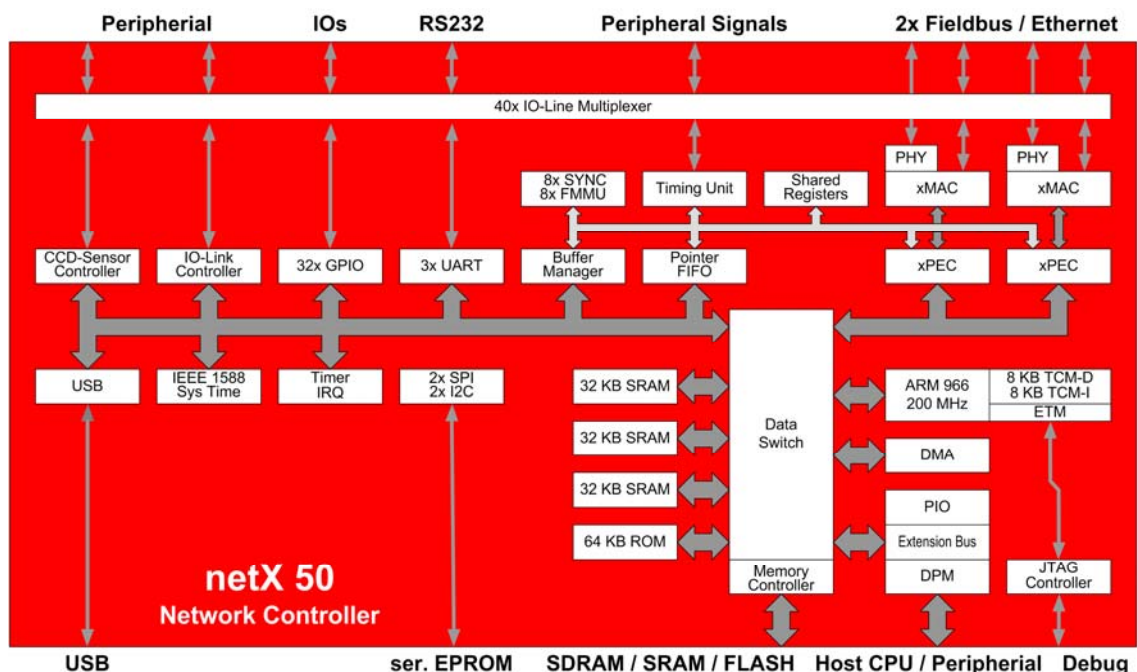 Peripherial IOs RS232 Peripheral Signals 2x Fieldbus / Ethernet
40x IO-Line Multiplexer
PHY PHY
8x SYNC
8x FMMU
Timing Unit
Shared
Registers
xMAC xMAC
CCD-Sensor
Controller
IO-Link
Controller
32x GPIO
3x UART
Buffer
Manager
Pointer
FIFO
xPEC xPEC
USB
IEEE 1588
Sys Time
Timer
IRQ
2x SPI
2x I2C
32 KB SRAM
32 KB SRAM
32 KB SRAM
64 KB ROM
Data
Switch
Memory
Controller
ARM 966
200 MHz
8 KB TCM-D
8 KB TCM-I
ETM
DMA
PIO
Extension Bus
DPM
JTAG
Controller
netX 50
Network Controller
USB ser. EPROM SDRAM / SRAM / FLASH Host CPU / Peripherial Debug